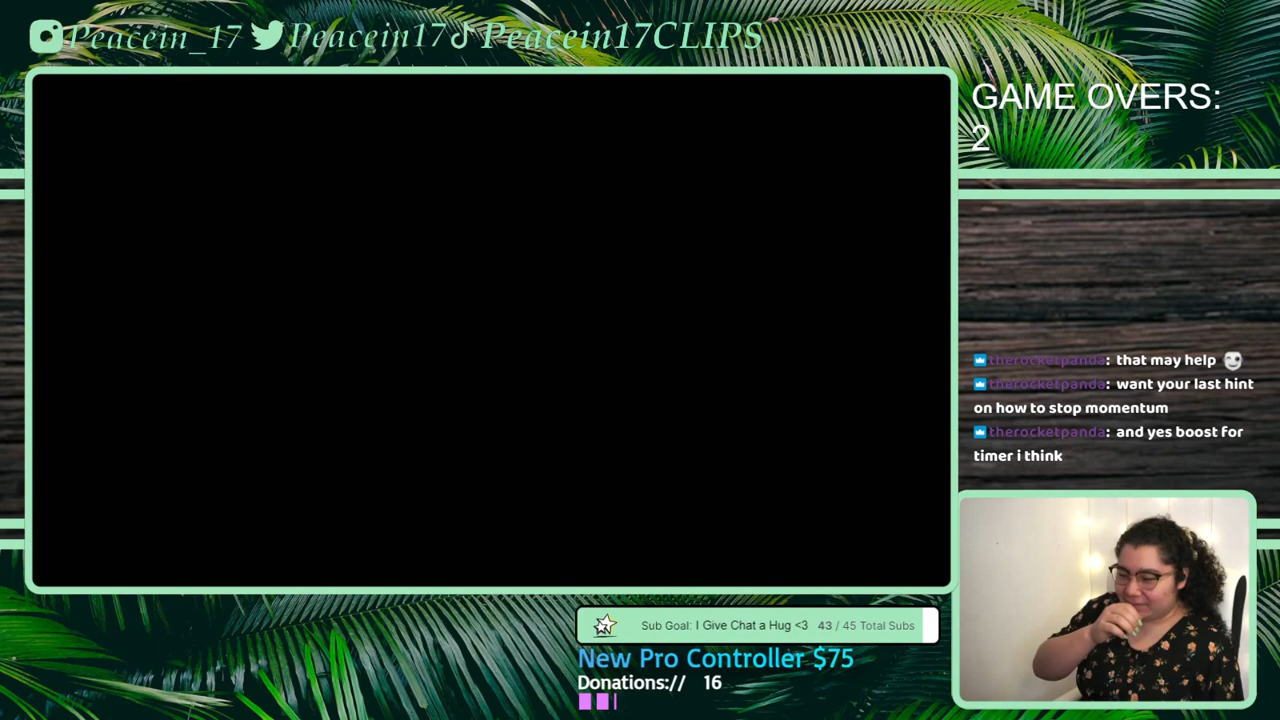 Peacein_17 Peacein17 Peacein17CLIPS
GAME OVERS:
2
therocketpanda: that may help
therocketpanda: want your last hint
on how to stop momentum
therocketpanda: and yes boost for
timer i think
Sub Goal: I Give Chat a Hug <3 43 / 45 Total Subs
New Pro Controller $75
Donations:// 16